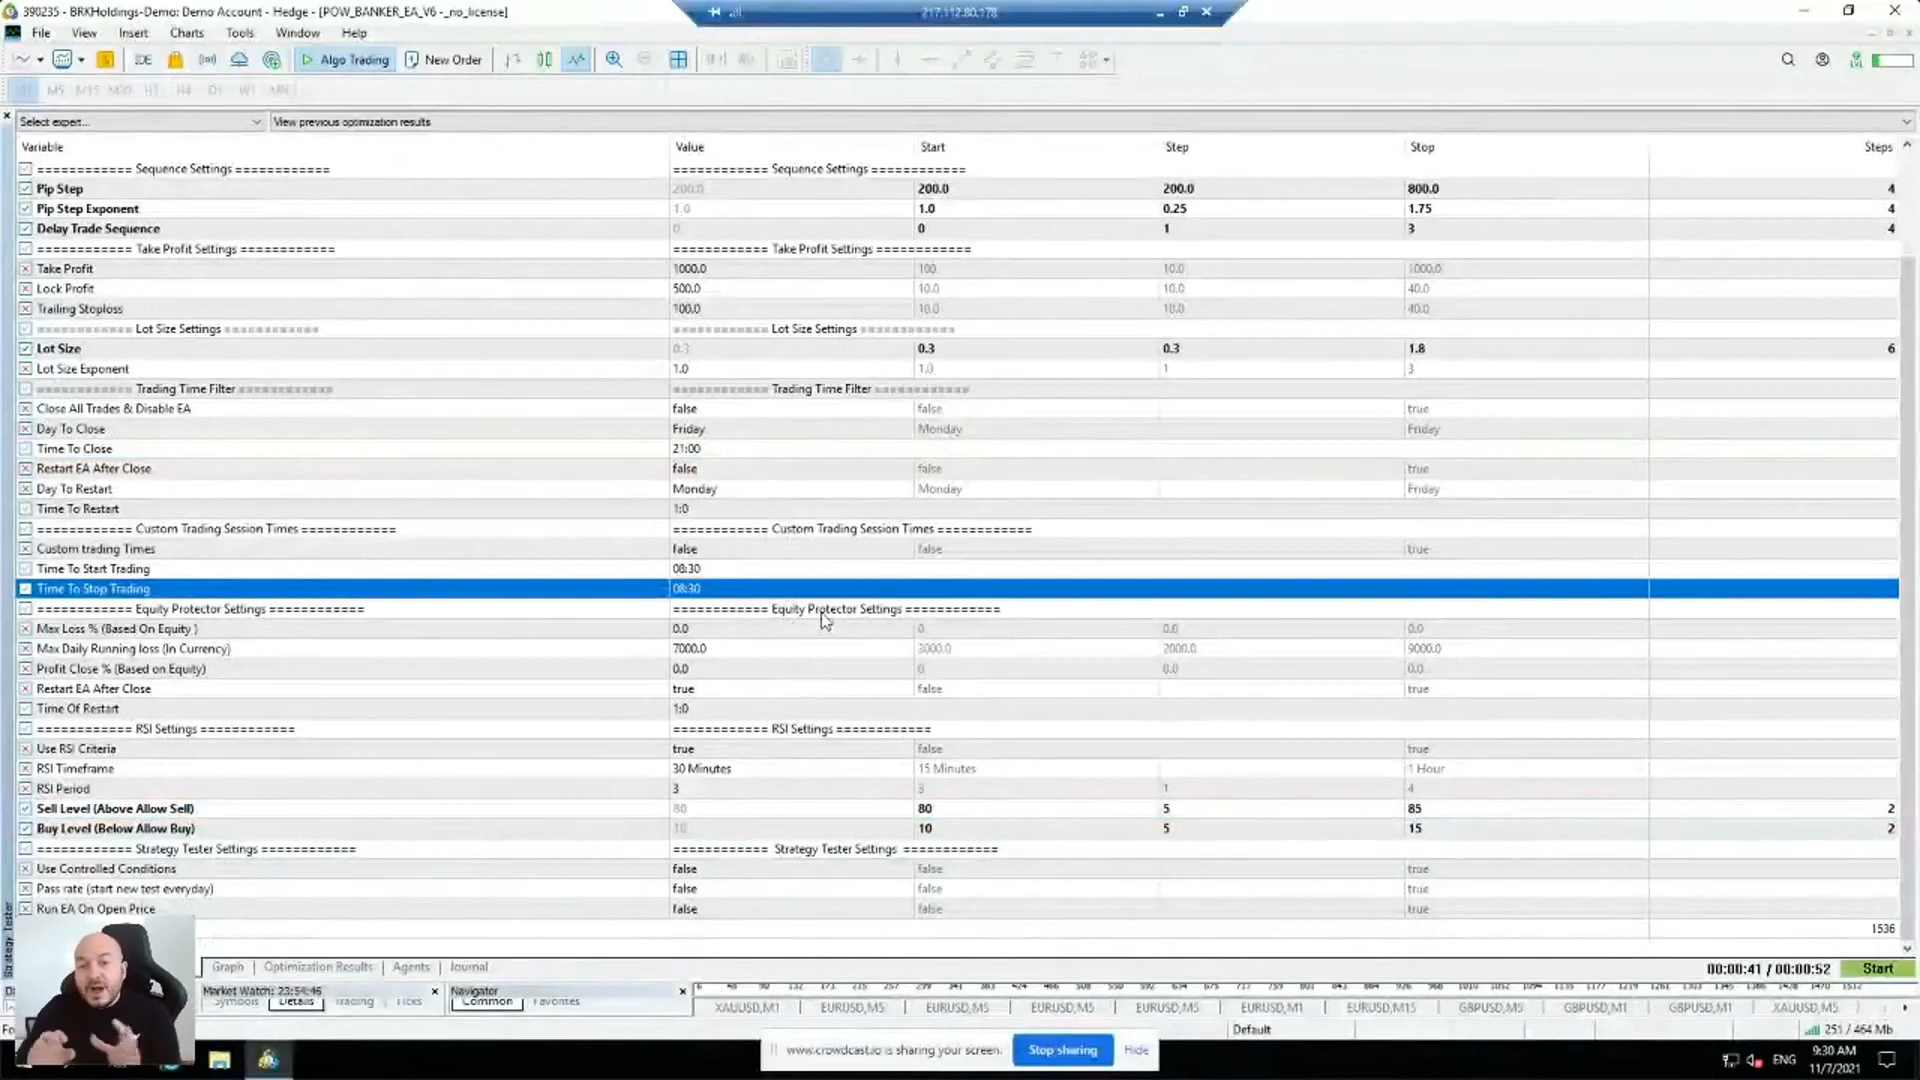 390235 - BRKHoldings-Demo: Demo Account - Hedge - [POW_BANKER_EA_V6 -_no_license]
217.112.80.178
File View Insert Charts Tools Window Help
IDE Algo Trading New Order
M5 M15 M30 H1 H4 D1 W1 MN
Select expert... View previous optimization results
Variable Value Start Step Stop Steps
============ Sequence Settings ============ ============ Sequence Settings ============
Pip Step 200.0 200.0 200.0 800.0 4
Pip Step Exponent 1.0 1.0 0.25 1.75 4
Delay Trade Sequence 0 0 1 3 4
============ Take Profit Settings ============ ============ Take Profit Settings ============
Take Profit 1000.0 100 10.0 1000.0
Lock Profit 500.0 10.0 10.0 40.0
Trailing Stoploss 100.0 10.0 10.0 40.0
============ Lot Size Settings ============ ============ Lot Size Settings ============
Lot Size 0.3 0.3 0.3 1.8 6
Lot Size Exponent 1.0 1.0 1 3
============ Trading Time Filter ============ ============ Trading Time Filter ============
Close All Trades & Disable EA false false true
Day To Close Friday Monday Friday
Time To Close 21:00
Restart EA After Close false false true
Day To Restart Monday Monday Friday
Time To Restart 1:0
============ Custom Trading Session Times ============ ============ Custom Trading Session Times ============
Custom trading Times false false true
Time To Start Trading 08:30
Time To Stop Trading 08:30
============ Equity Protector Settings ============ ============ Equity Protector Settings ============
Max Loss % (Based On Equity ) 0.0 0 0.0 0.0
Max Daily Running loss (In Currency) 7000.0 3000.0 2000.0 9000.0
Profit Close % (Based on Equity) 0.0 0 0.0 0.0
Restart EA After Close true false true
Time Of Restart 1:0
============ RSI Settings ============ ============ RSI Settings ============
Use RSI Criteria true false true
RSI Timeframe 30 Minutes 15 Minutes 1 Hour
RSI Period 3 3 1 4
Sell Level (Above Allow Sell) 80 80 5 85 2
Buy Level (Below Allow Buy) 10 10 5 15 2
============ Strategy Tester Settings ============ ============ Strategy Tester Settings ============
Use Controlled Conditions false false true
Pass rate (start new test everyday) false false true
Run EA On Open Price false false true
1536
Strategy Tester
Graph Optimization Results Agents Journal 00:00:41 / 00:00:52 Start
Market Watch: 23:54:46 Navigator
Symbols Details Trading Ticks Common Favorites
XAUUSD,M1 EURUSD,M5 EURUSD,M5 EURUSD,M5 EURUSD,M5 EURUSD,M1 EURUSD,M15 GBPUSD,M5 GBPUSD,M1 GBPUSD,M1 XAUUSD,M5
Default 251 / 464 Mb
www.crowdcast.io is sharing your screen. Stop sharing Hide
ENG 9:30 AM
11/7/2021